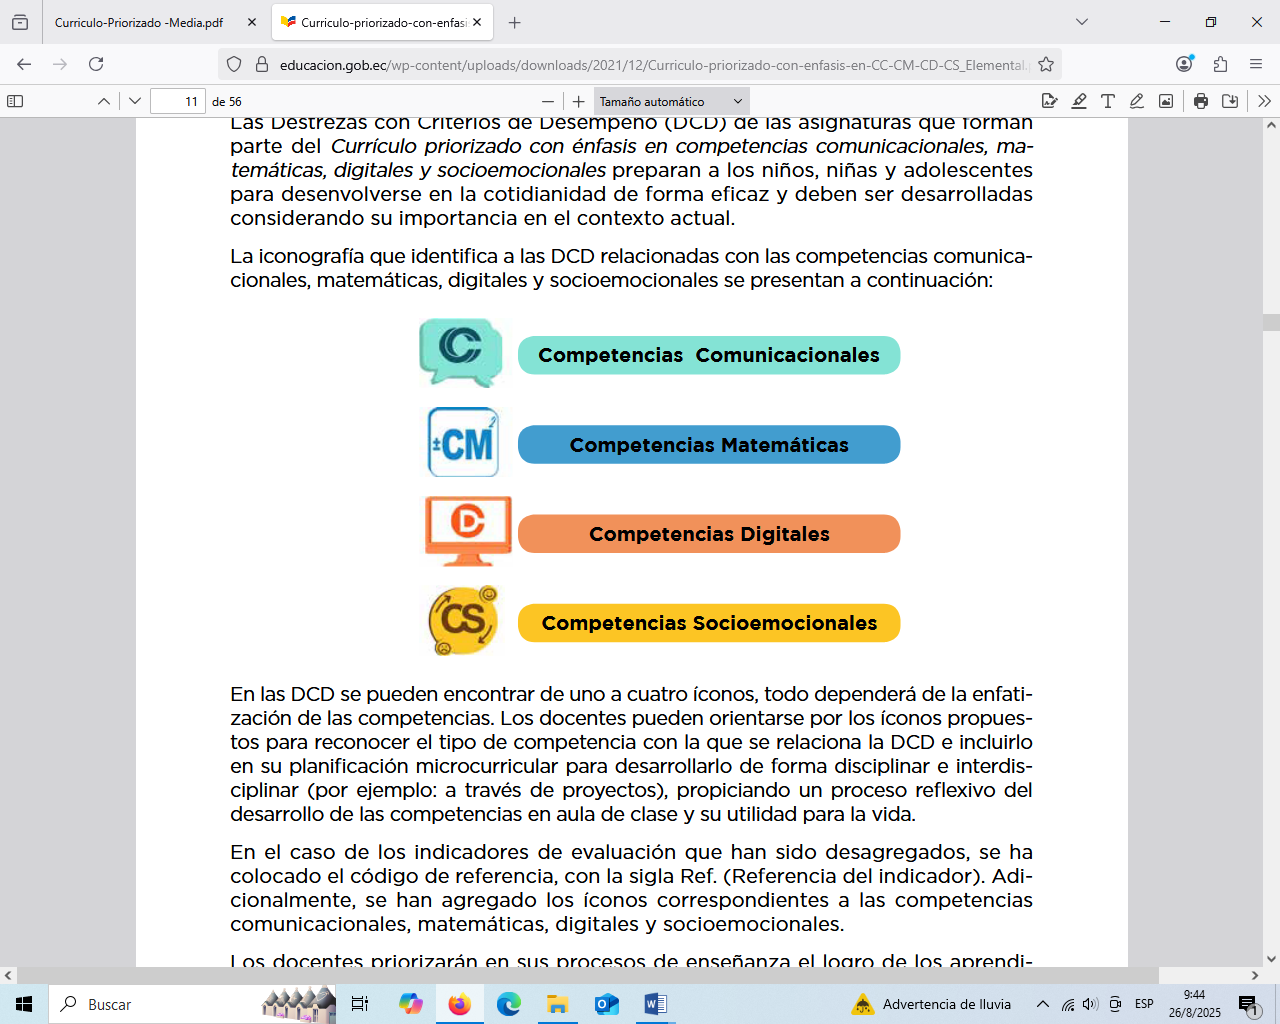 Curriculo-Priorizado -Media.pdf
Curriculo-priorizado-con-enfasis
educacion.gob.ec/wp-content/uploads/downloads/2021/12/Curriculo-priorizado-con-enfasis-en-CC-CM-CD-CS_Elemental.
11 de 56
Tamaño automático
Las Destrezas con Criterios de Desempeño (DCD) de las asignaturas que forman
parte del Currículo priorizado con énfasis en competencias comunicacionales, ma-
temáticas, digitales y socioemocionales preparan a los niños, niñas y adolescentes
para desenvolverse en la cotidianidad de forma eficaz y deben ser desarrolladas
considerando su importancia en el contexto actual.
La iconografía que identifica a las DCD relacionadas con las competencias comunica-
cionales, matemáticas, digitales y socioemocionales se presentan a continuación:
C
Competencias Comunicacionales
±CM²
Competencias Matemáticas
DC
Competencias Digitales
CS
Competencias Socioemocionales
En las DCD se pueden encontrar de uno a cuatro íconos, todo dependerá de la enfati-
zación de las competencias. Los docentes pueden orientarse por los íconos propues-
tos para reconocer el tipo de competencia con la que se relaciona la DCD e incluirlo
en su planificación microcurricular para desarrollarlo de forma disciplinar e interdis-
ciplinar (por ejemplo: a través de proyectos), propiciando un proceso reflexivo del
desarrollo de las competencias en aula de clase y su utilidad para la vida.
En el caso de los indicadores de evaluación que han sido desagregados, se ha
colocado el código de referencia, con la sigla Ref. (Referencia del indicador). Adi-
cionalmente, se han agregado los íconos correspondientes a las competencias
comunicacionales, matemáticas, digitales y socioemocionales.
Los docentes priorizarán en sus procesos de enseñanza el logro de los aprendi-
Buscar
Advertencia de lluvia
ESP
9:44
26/8/2025
1